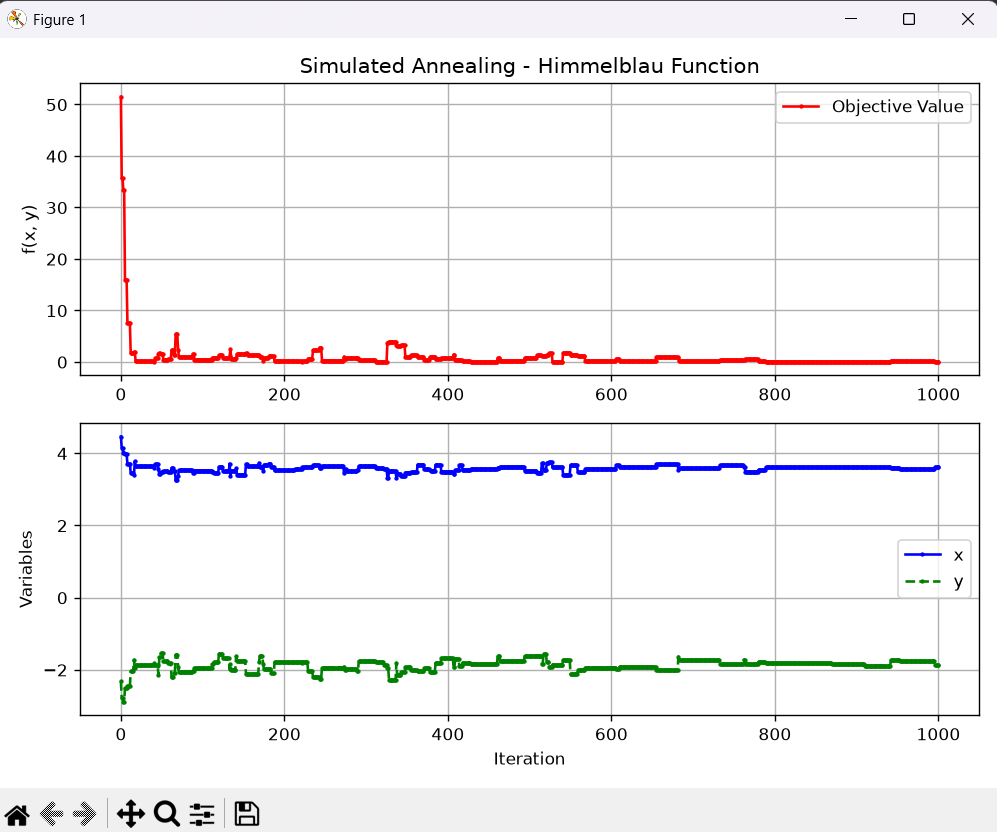 Figure 1
Simulated Annealing - Himmelblau Function
Objective Value
f(x, y)
50
40
30
20
10
0
0 200 400 600 800 1000
Variables
4
2
0
−2
x
y
0 200 400 600 800 1000
Iteration